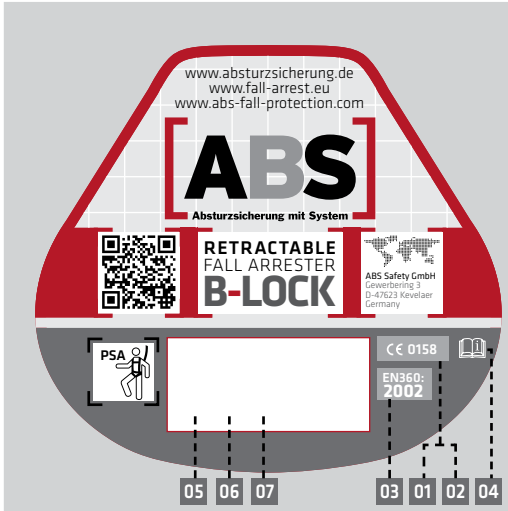 www.absturzsicherung.de
www.fall-arrest.eu
www.abs-fall-protection.com
ABS
Absturzsicherung mit System
RETRACTABLE
FALL ARRESTER
B-LOCK
ABS Safety GmbH
Gewerbering 3
D-47623 Kevelaer
Germany
PSA
CE 0158
i
EN360:
2002
05 06 07 03 01 02 04